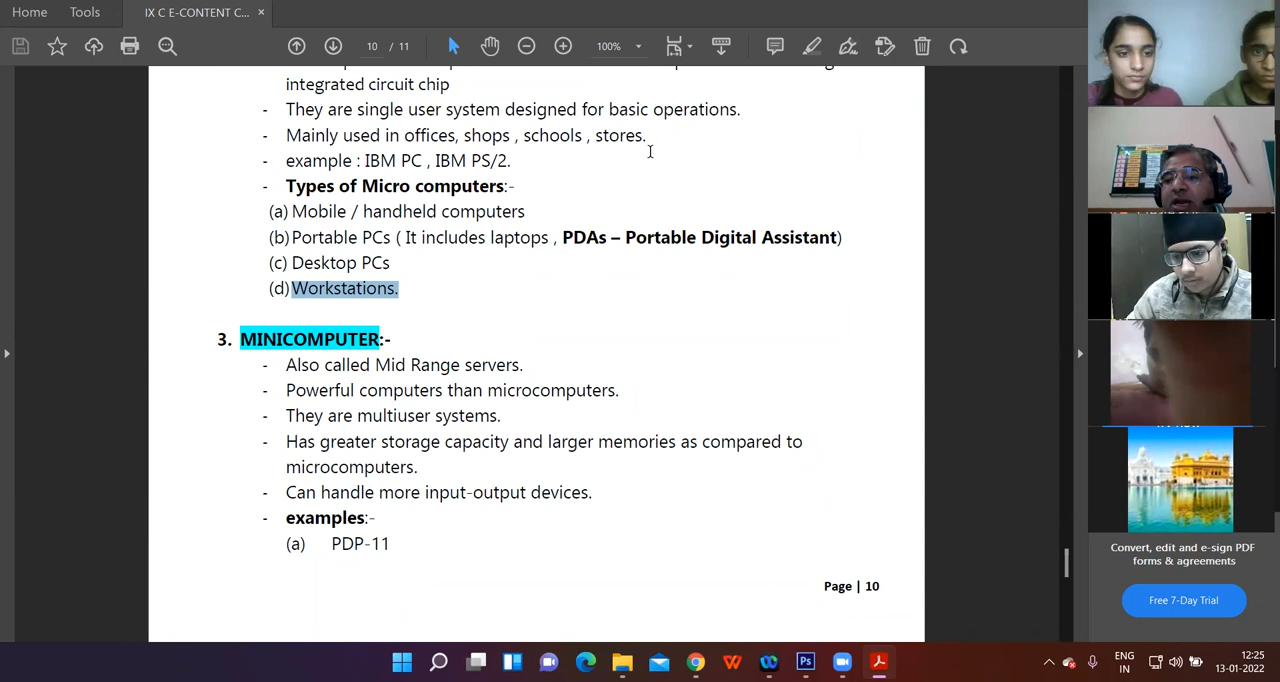 Home Tools IX C E-CONTENT C... ×
10 / 11 100%
integrated circuit chip
- They are single user system designed for basic operations.
- Mainly used in offices, shops , schools , stores.
- example : IBM PC , IBM PS/2.
- Types of Micro computers:-
(a) Mobile / handheld computers
(b) Portable PCs ( It includes laptops , PDAs – Portable Digital Assistant)
(c) Desktop PCs
(d) Workstations.
3. MINICOMPUTER:-
- Also called Mid Range servers.
- Powerful computers than microcomputers.
- They are multiuser systems.
- Has greater storage capacity and larger memories as compared to
microcomputers.
- Can handle more input-output devices.
- examples:-
(a) PDP-11
Page | 10
Convert, edit and e-sign PDF
forms & agreements
Free 7-Day Trial
Ps
ENG
IN
12:25
13-01-2022